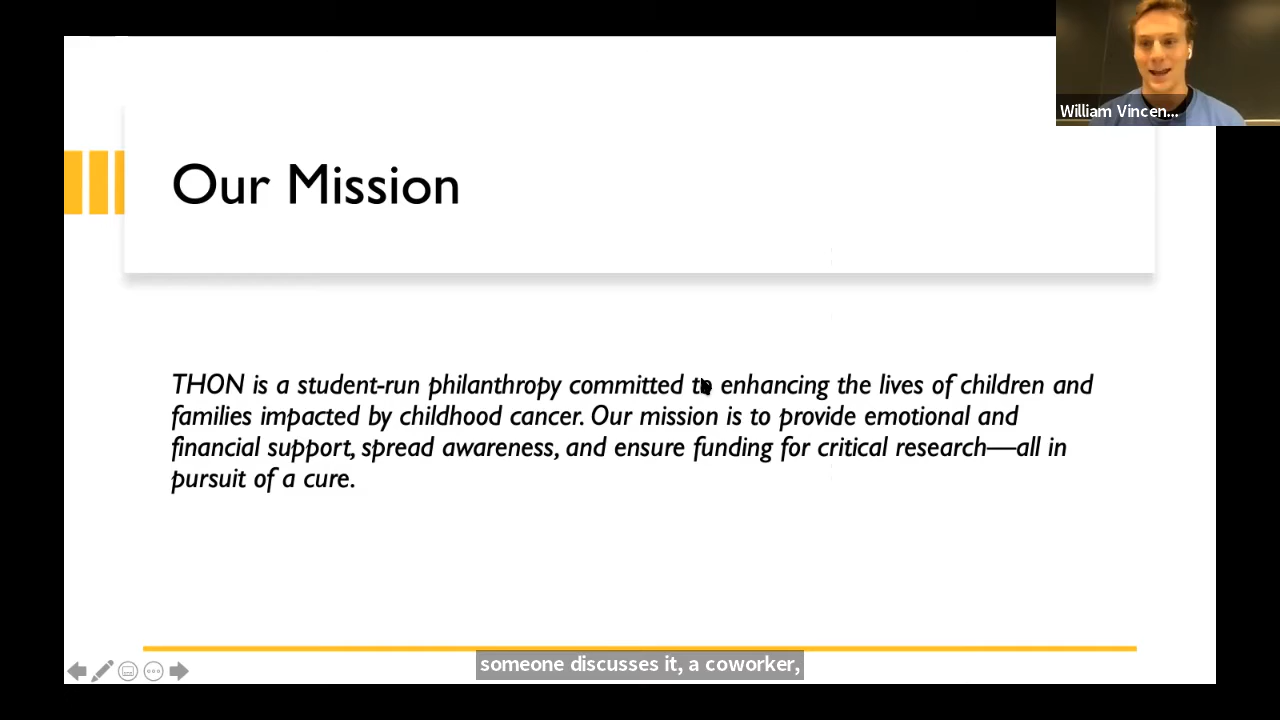 William Vincen...
Our Mission
THON is a student-run philanthropy committed to enhancing the lives of children and
families impacted by childhood cancer. Our mission is to provide emotional and
financial support, spread awareness, and ensure funding for critical research—all in
pursuit of a cure.
someone discusses it, a coworker,